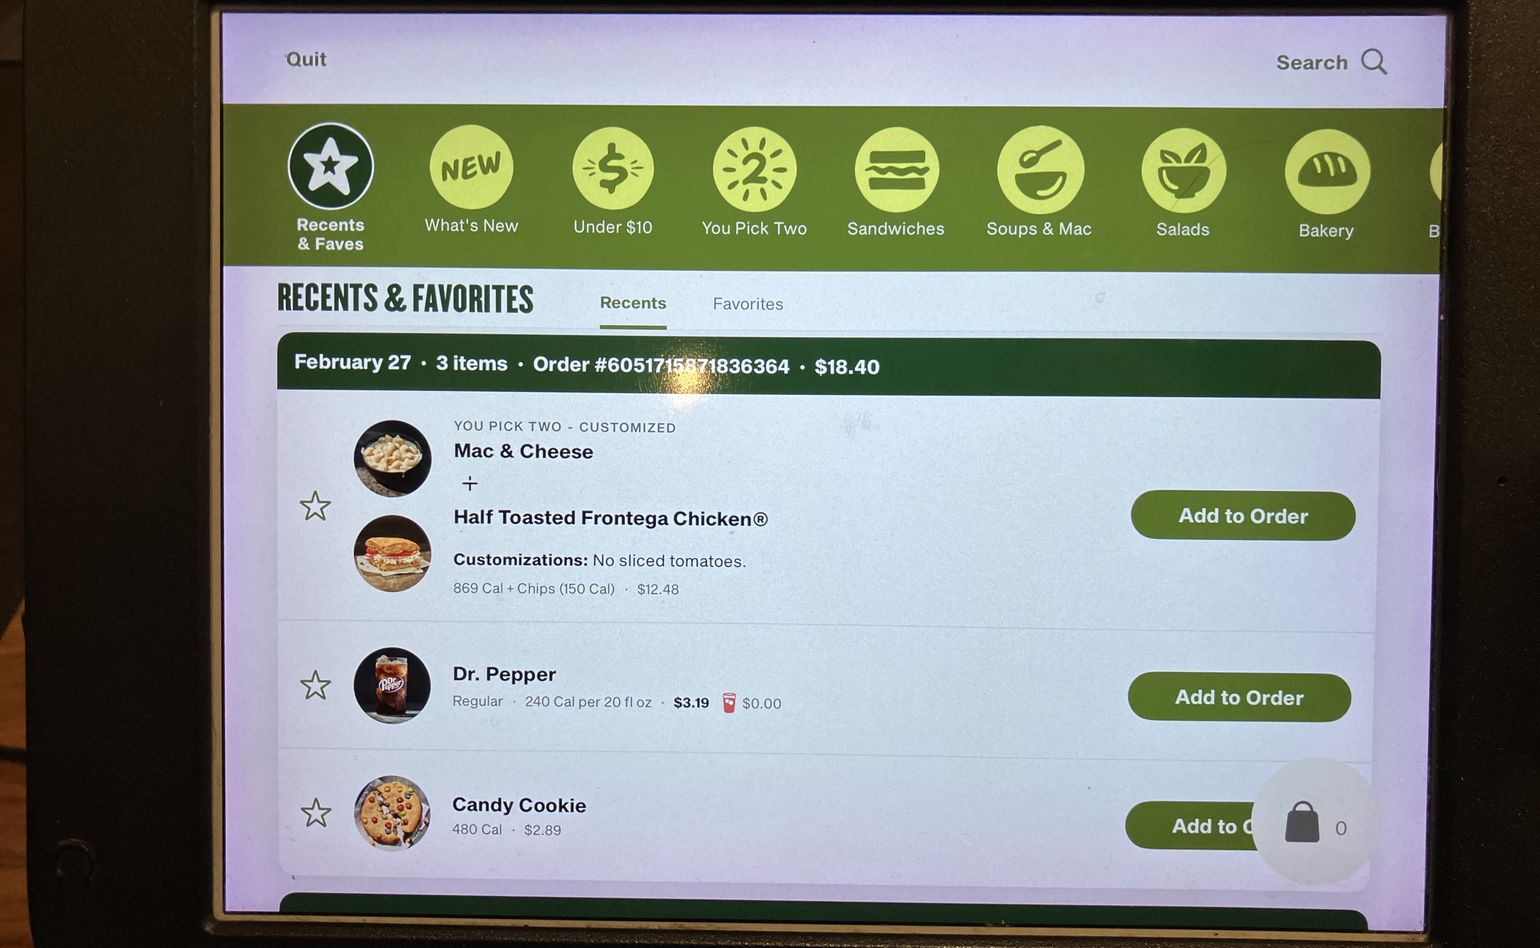 Quit
Search
NEW
$
2
Recents
& Faves
What's New
Under $10
You Pick Two
Sandwiches
Soups & Mac
Salads
Bakery
B
RECENTS & FAVORITES
Recents
Favorites
February 27 · 3 items · Order #6051715871836364 · $18.40
YOU PICK TWO - CUSTOMIZED
Mac & Cheese
+
Half Toasted Frontega Chicken®
Customizations: No sliced tomatoes.
869 Cal + Chips (150 Cal) · $12.48
Add to Order
Dr Pepper
Dr. Pepper
Regular · 240 Cal per 20 fl oz · $3.19 $0.00
Add to Order
Candy Cookie
480 Cal · $2.89
Add to O
0